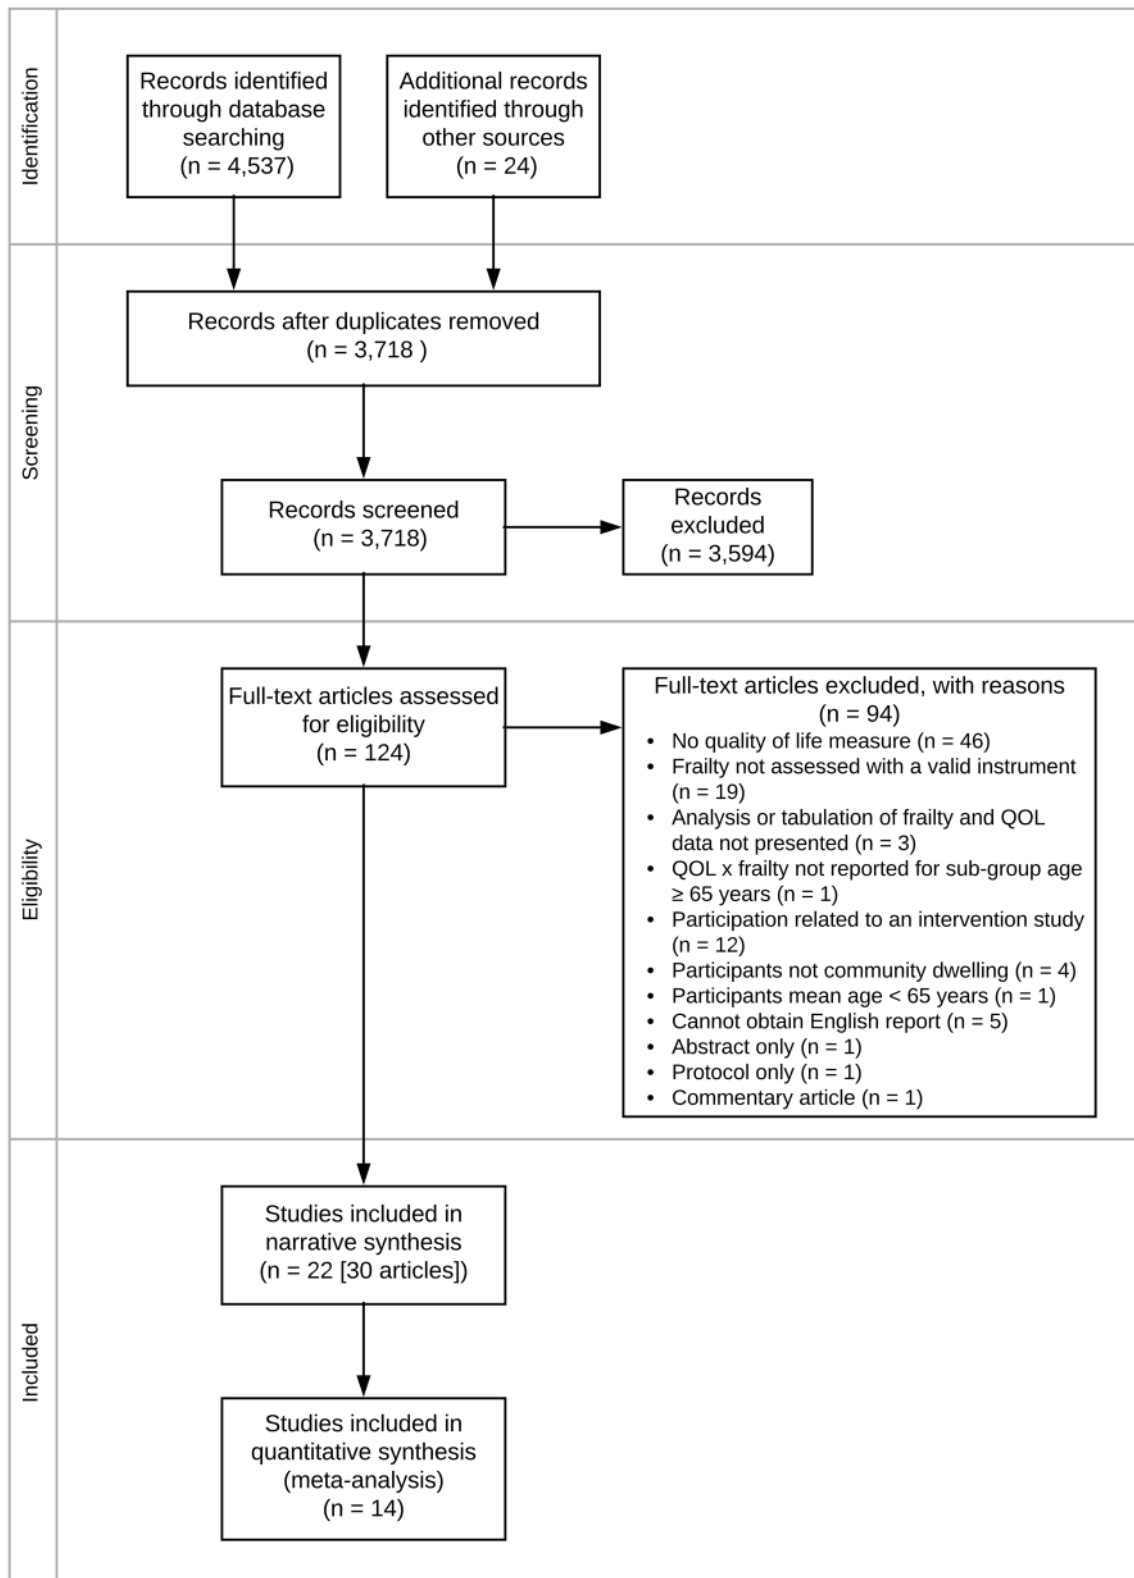 Identification
Records identified
through database
searching
(n = 4,537)
Additional records
identified through
other sources
(n = 24)
Screening
Records after duplicates removed
(n = 3,718 )
Records screened
(n = 3,718)
Records
excluded
(n = 3,594)
Eligibility
Full-text articles assessed
for eligibility
(n = 124)
Full-text articles excluded, with reasons
(n = 94)
• No quality of life measure (n = 46)
• Frailty not assessed with a valid instrument
(n = 19)
• Analysis or tabulation of frailty and QOL
data not presented (n = 3)
• QOL x frailty not reported for sub-group age
≥ 65 years (n = 1)
• Participation related to an intervention study
(n = 12)
• Participants not community dwelling (n = 4)
• Participants mean age < 65 years (n = 1)
• Cannot obtain English report (n = 5)
• Abstract only (n = 1)
• Protocol only (n = 1)
• Commentary article (n = 1)
Included
Studies included in
narrative synthesis
(n = 22 [30 articles])
Studies included in
quantitative synthesis
(meta-analysis)
(n = 14)